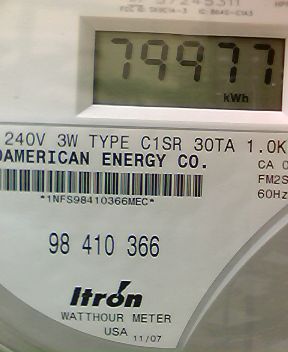 79977
kWh
240V 3W TYPE C1SR 30TA 1.0K
DAMERICAN ENERGY CO.
CA
FM2S
60Hz
*1NFS98410366MEC*
98 410 366
Itron
WATTHOUR METER
USA 11/07